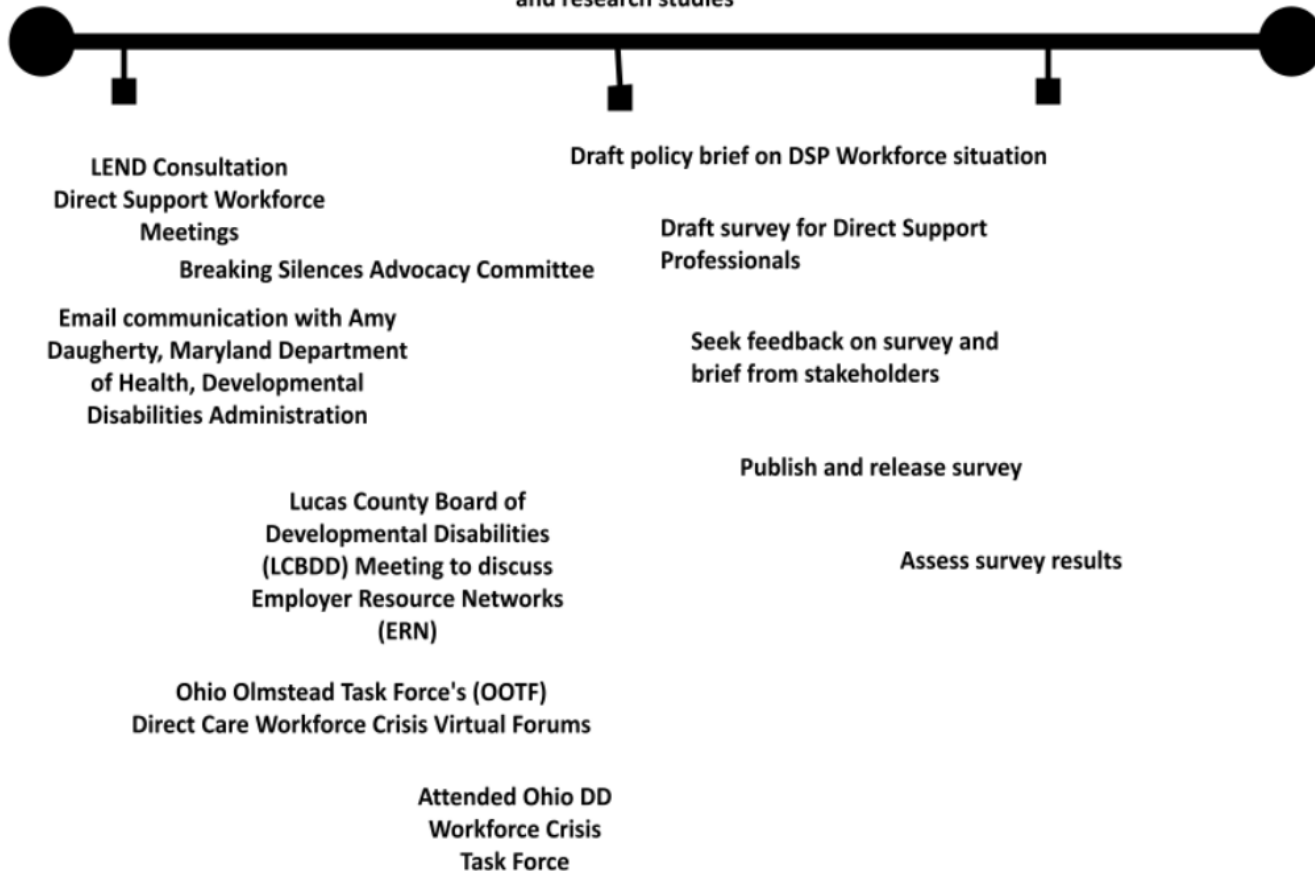 and research studies
LEND Consultation
Direct Support Workforce
Meetings
Breaking Silences Advocacy Committee
Email communication with Amy
Daugherty, Maryland Department
of Health, Developmental
Disabilities Administration
Lucas County Board of
Developmental Disabilities
(LCBDD) Meeting to discuss
Employer Resource Networks
(ERN)
Ohio Olmstead Task Force's (OOTF)
Direct Care Workforce Crisis Virtual Forums
Attended Ohio DD
Workforce Crisis
Task Force
Draft policy brief on DSP Workforce situation
Draft survey for Direct Support
Professionals
Seek feedback on survey and
brief from stakeholders
Publish and release survey
Assess survey results